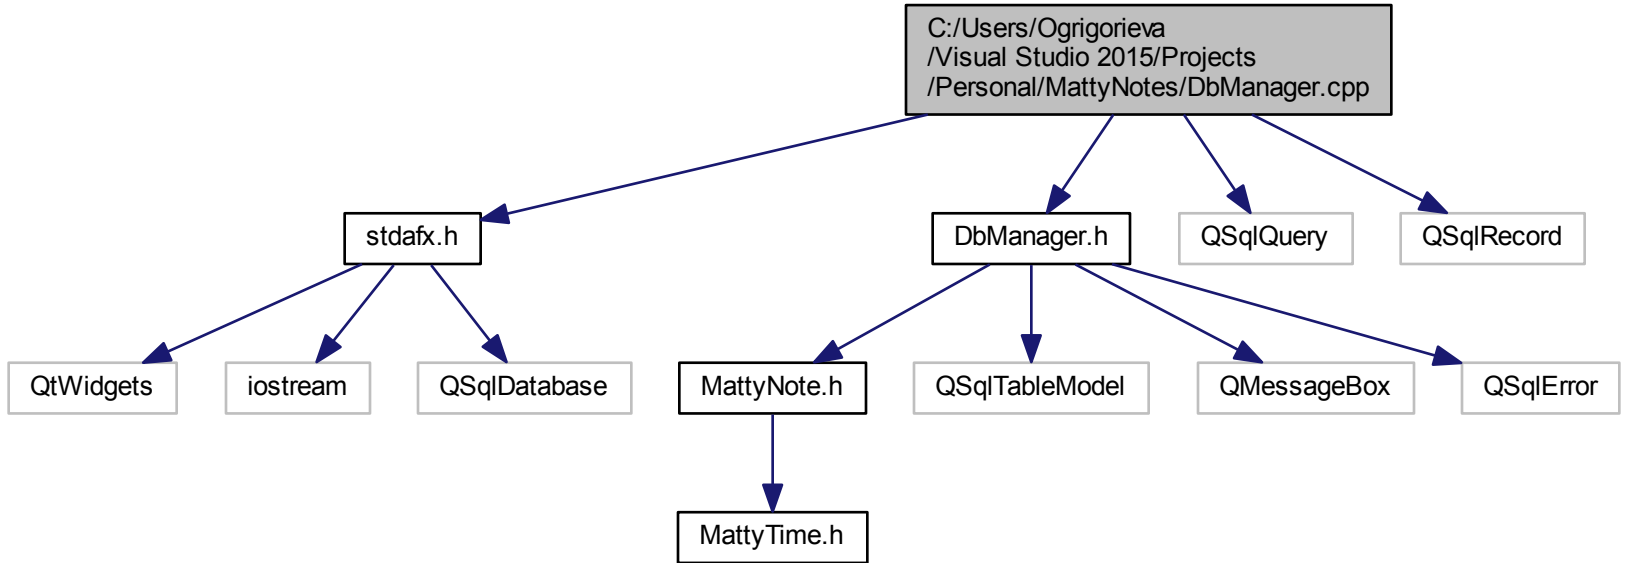 C:/Users/Ogrigorieva
/Visual Studio 2015/Projects
/Personal/MattyNotes/DbManager.cpp
stdafx.h
DbManager.h
QSqlQuery
QSqlRecord
QtWidgets
iostream
QSqlDatabase
MattyNote.h
QSqlTableModel
QMessageBox
QSqlError
MattyTime.h